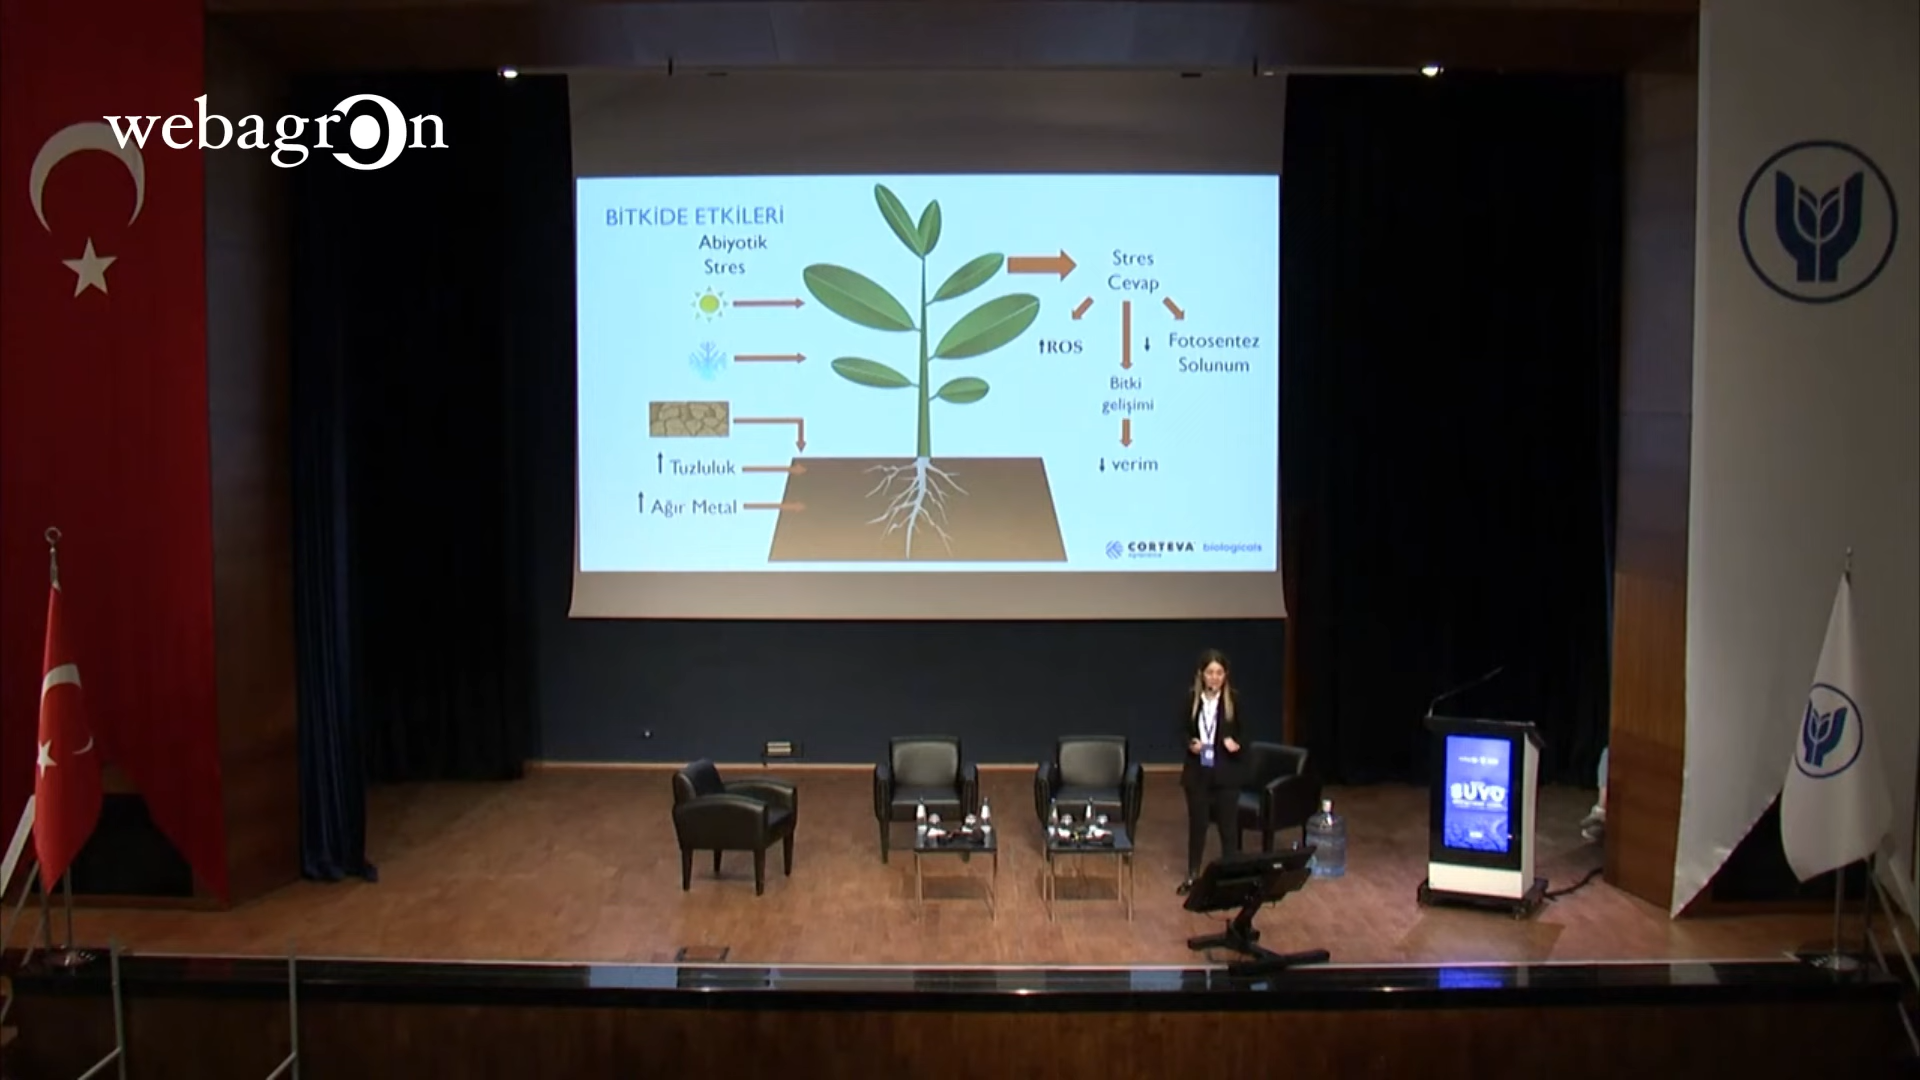 webagron
BİTKİDE ETKİLERİ
Abiyotik
Stres
↑ Tuzluluk
↑ Ağır Metal
Stres
Cevap
↑ROS
↓ Fotosentez
Solunum
Bitki
gelişimi
↓ verim
CORTEVA biologicals
agriscience